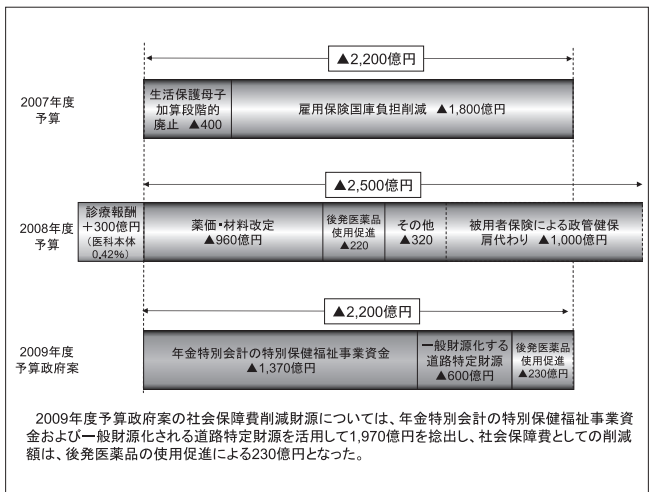 ▲2,200億円
2007年度
予算
生活保護母子
加算段階的
廃止 ▲400
雇用保険国庫負担削減 ▲1,800億円
▲2,500億円
2008年度
予算
診療報酬
+300億円
(医科本体
0.42%)
薬価・材料改定
▲960億円
後発医薬品
使用促進
▲220
その他
▲320
被用者保険による政管健保
肩代わり ▲1,000億円
▲2,200億円
2009年度
予算政府案
年金特別会計の特別保健福祉事業資金
▲1,370億円
一般財源化する
道路特定財源
▲600億円
後発医薬品
使用促進
▲230億円
2009年度予算政府案の社会保障費削減財源については、年金特別会計の特別保健福祉事業資
金および一般財源化される道路特定財源を活用して1,970億円を捻出し、社会保障費としての削減
額は、後発医薬品の使用促進による230億円となった。